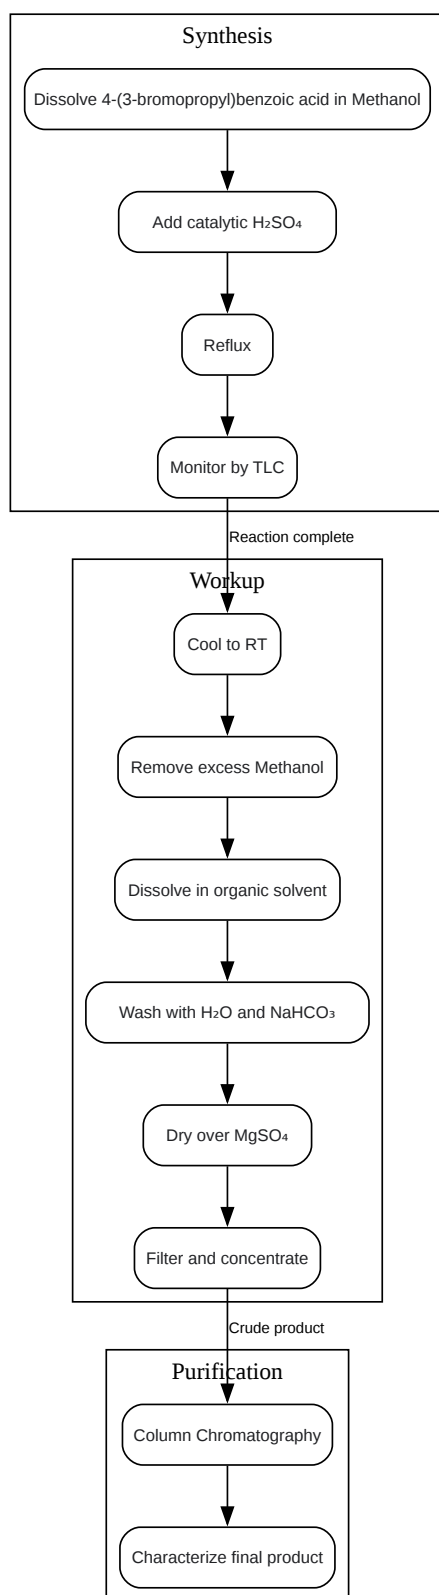 Synthesis
Dissolve 4-(3-bromopropyl)benzoic acid in Methanol
Add catalytic H₂SO₄
Reflux
Monitor by TLC
Reaction complete
Workup
Cool to RT
Remove excess Methanol
Dissolve in organic solvent
Wash with H₂O and NaHCO₃
Dry over MgSO₄
Filter and concentrate
Crude product
Purification
Column Chromatography
Characterize final product